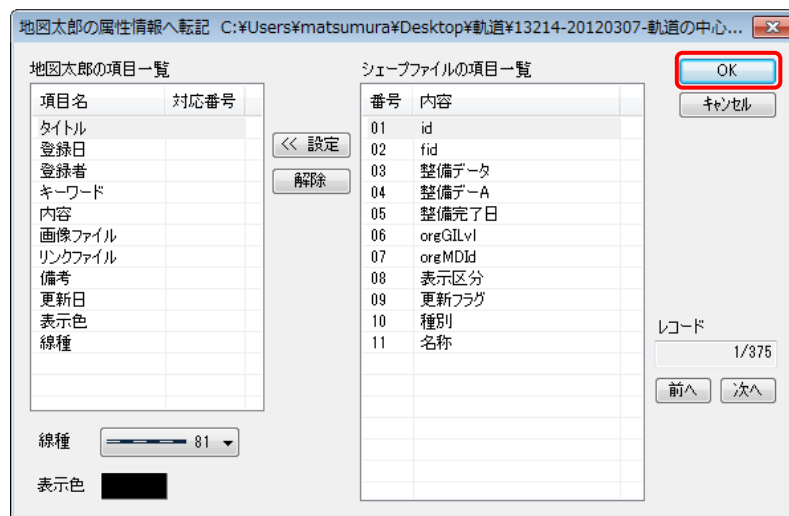 地図太郎の属性情報へ転記 C:¥Users¥matsumura¥Desktop¥軌道¥13214-20120307-軌道の中心...
地図太郎の項目一覧
項目名 対応番号
タイトル
登録日
登録者
キーワード
内容
画像ファイル
リンクファイル
備考
更新日
表示色
線種
<< 設定
解除
シェープファイルの項目一覧
番号 内容
01 id
02 fid
03 整備データ
04 整備デーA
05 整備完了日
06 orgGILvl
07 orgMDId
08 表示区分
09 更新フラグ
10 種別
11 名称
OK
キャンセル
レコード
1/375
前へ 次へ
線種 81
表示色